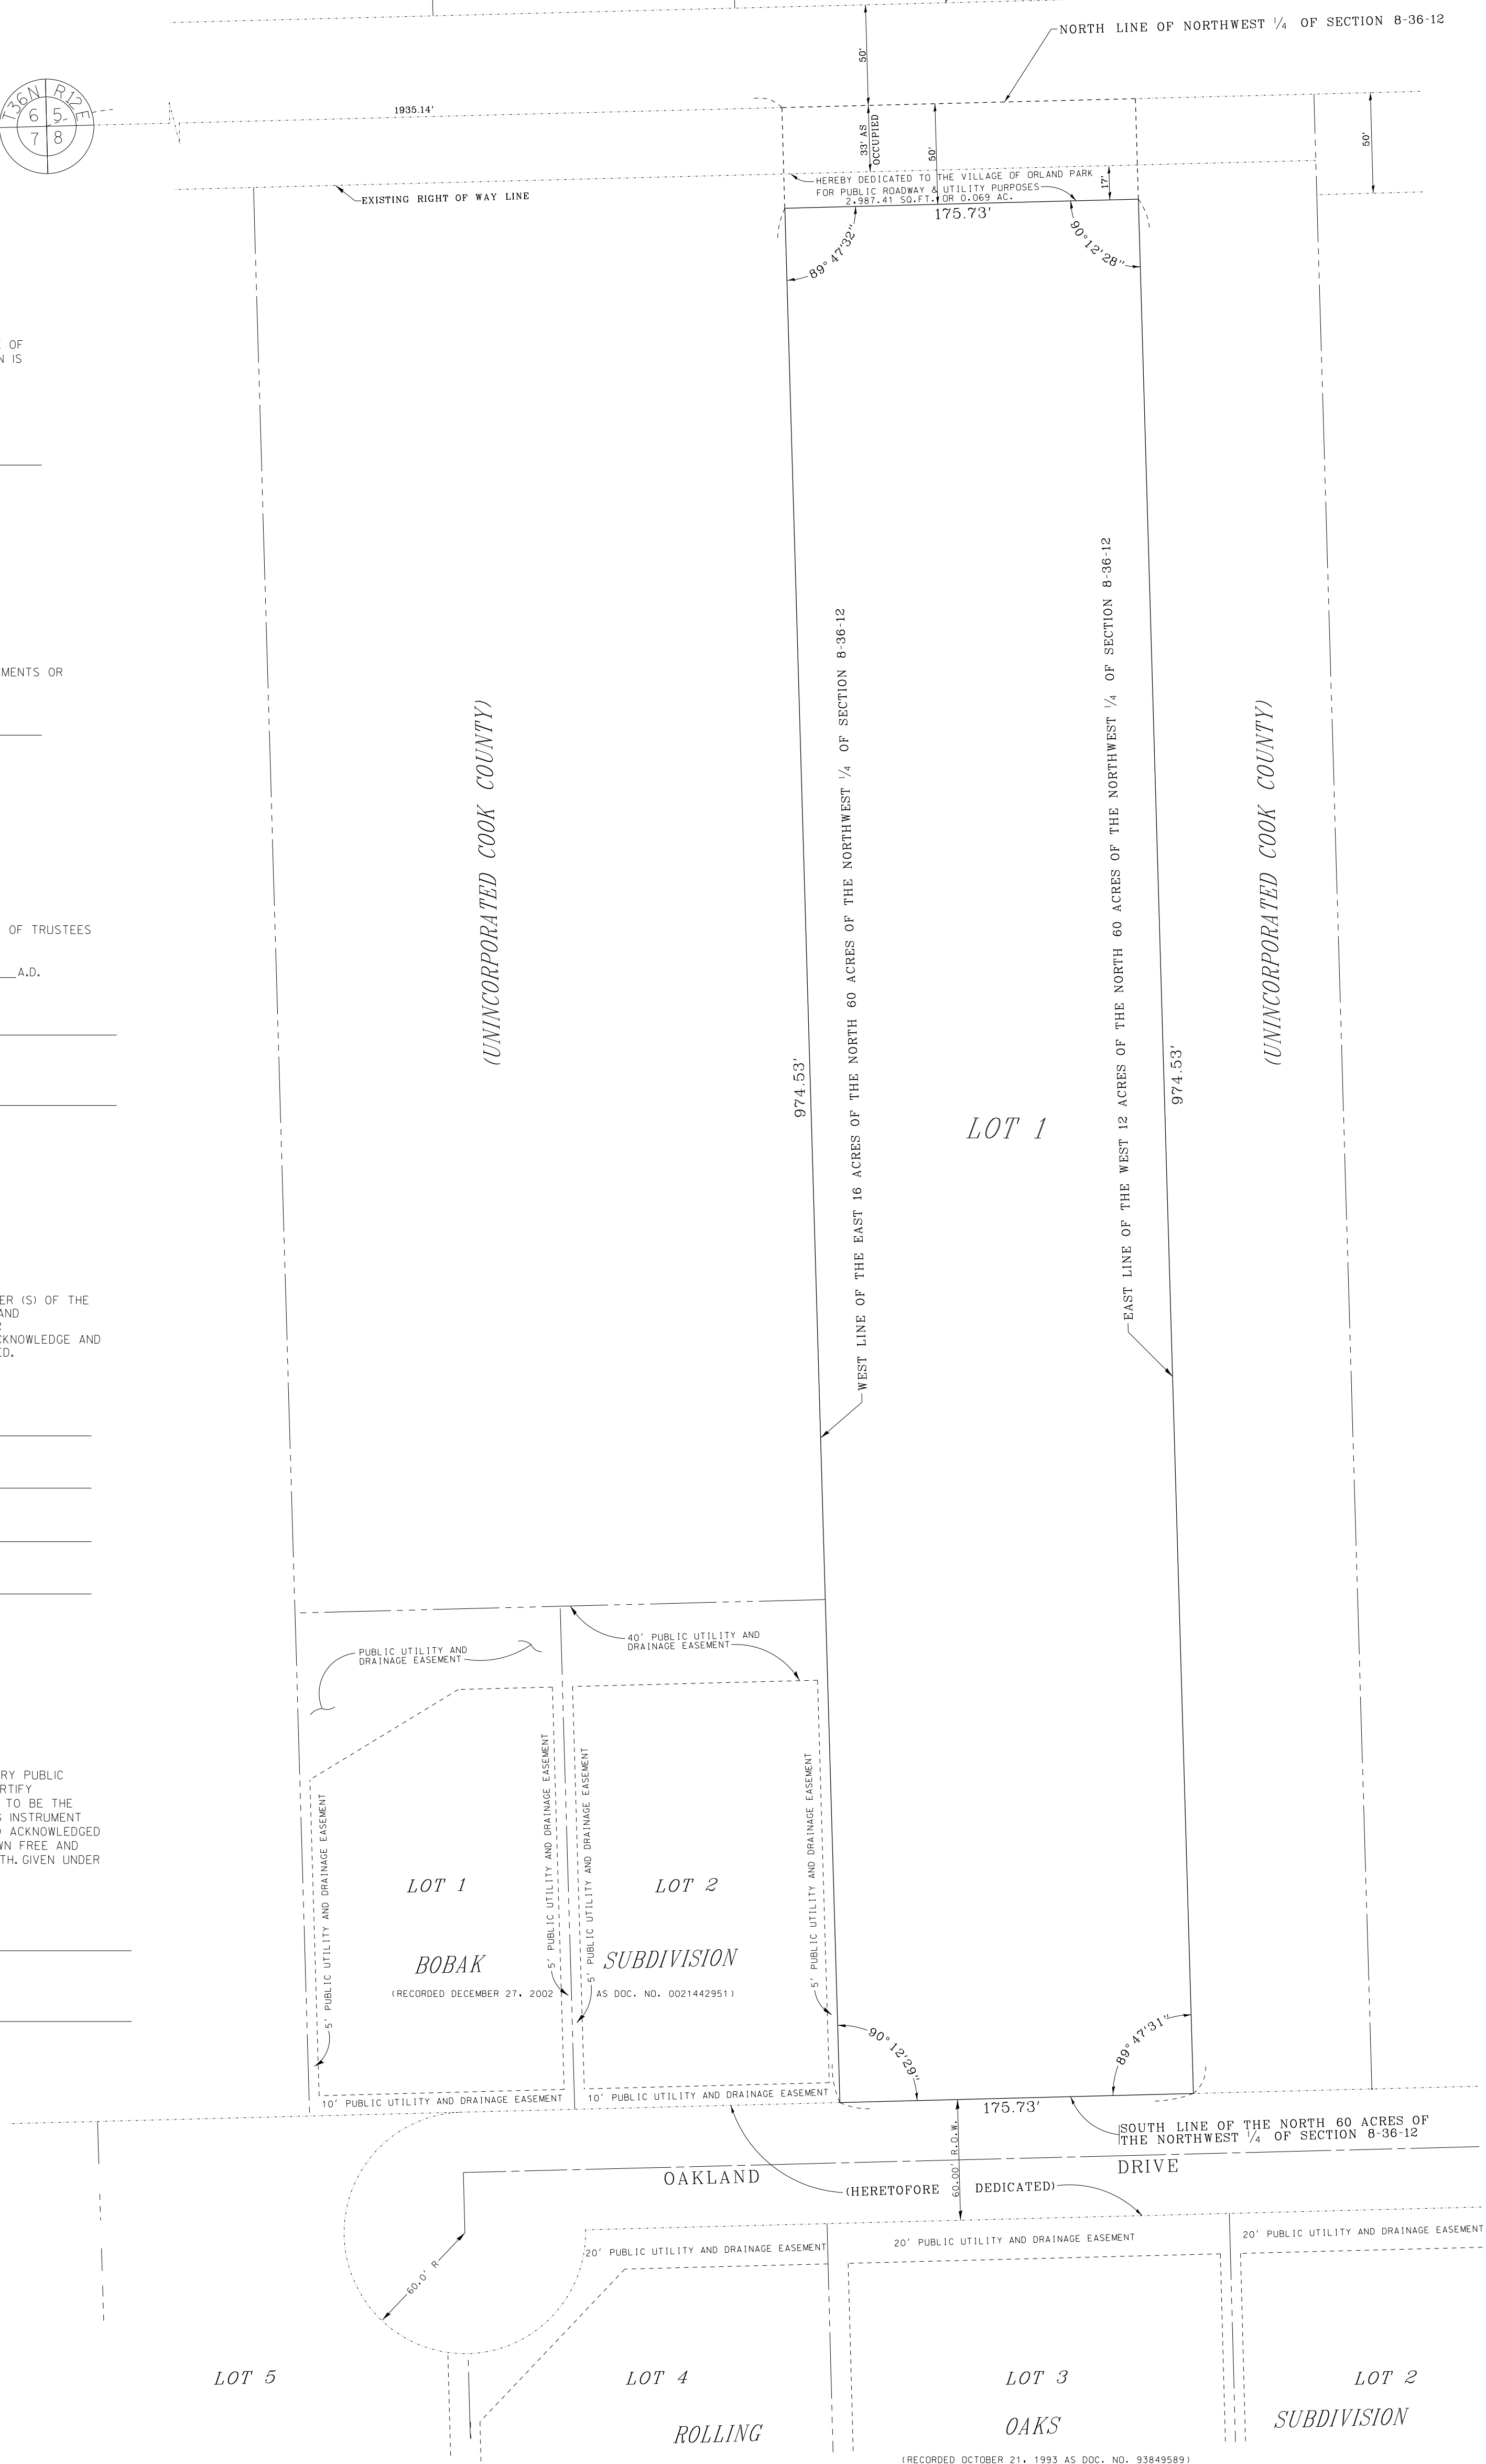 NORTH LINE OF NORTHWEST 1/4 OF SECTION 8-36-12
50'
T36N R12E
6 5
7 8
1935.14'
33' AS
OCCUPIED
50'
50'
17'
EXISTING RIGHT OF WAY LINE
HEREBY DEDICATED TO THE VILLAGE OF ORLAND PARK
FOR PUBLIC ROADWAY & UTILITY PURPOSES
2,987.41 SQ.FT. OR 0.069 AC.
175.73'
89°47'32"
90°12'28"
E OF
N IS
MENTS OR
OF TRUSTEES
A.D.
ER (S) OF THE
AND
R
CKNOWLEDGE AND
ED.
RY PUBLIC
RTIFY
TO BE THE
S INSTRUMENT
D ACKNOWLEDGED
WN FREE AND
TH. GIVEN UNDER
(UNINCORPORATED COOK COUNTY)
974.53'
WEST LINE OF THE EAST 16 ACRES OF THE NORTH 60 ACRES OF THE NORTHWEST 1/4 OF SECTION 8-36-12
LOT 1
EAST LINE OF THE WEST 12 ACRES OF THE NORTH 60 ACRES OF THE NORTHWEST 1/4 OF SECTION 8-36-12
974.53'
(UNINCORPORATED COOK COUNTY)
PUBLIC UTILITY AND
DRAINAGE EASEMENT
40' PUBLIC UTILITY AND
DRAINAGE EASEMENT
5' PUBLIC UTILITY AND DRAINAGE EASEMENT
5' PUBLIC UTILITY AND DRAINAGE EASEMENT
5' PUBLIC UTILITY AND DRAINAGE EASEMENT
5' PUBLIC UTILITY AND DRAINAGE EASEMENT
LOT 1
LOT 2
BOBAK SUBDIVISION
(RECORDED DECEMBER 27, 2002 AS DOC. NO. 0021442951)
90°12'29"
89°47'31"
10' PUBLIC UTILITY AND DRAINAGE EASEMENT
10' PUBLIC UTILITY AND DRAINAGE EASEMENT
175.73'
SOUTH LINE OF THE NORTH 60 ACRES OF
THE NORTHWEST 1/4 OF SECTION 8-36-12
OAKLAND DRIVE
60.00' R.O.W.
(HERETOFORE DEDICATED)
60.0' R
20' PUBLIC UTILITY AND DRAINAGE EASEMENT
20' PUBLIC UTILITY AND DRAINAGE EASEMENT
20' PUBLIC UTILITY AND DRAINAGE EASEMENT
LOT 5
LOT 4
LOT 3
LOT 2
ROLLING OAKS SUBDIVISION
(RECORDED OCTOBER 21, 1993 AS DOC. NO. 93849589)